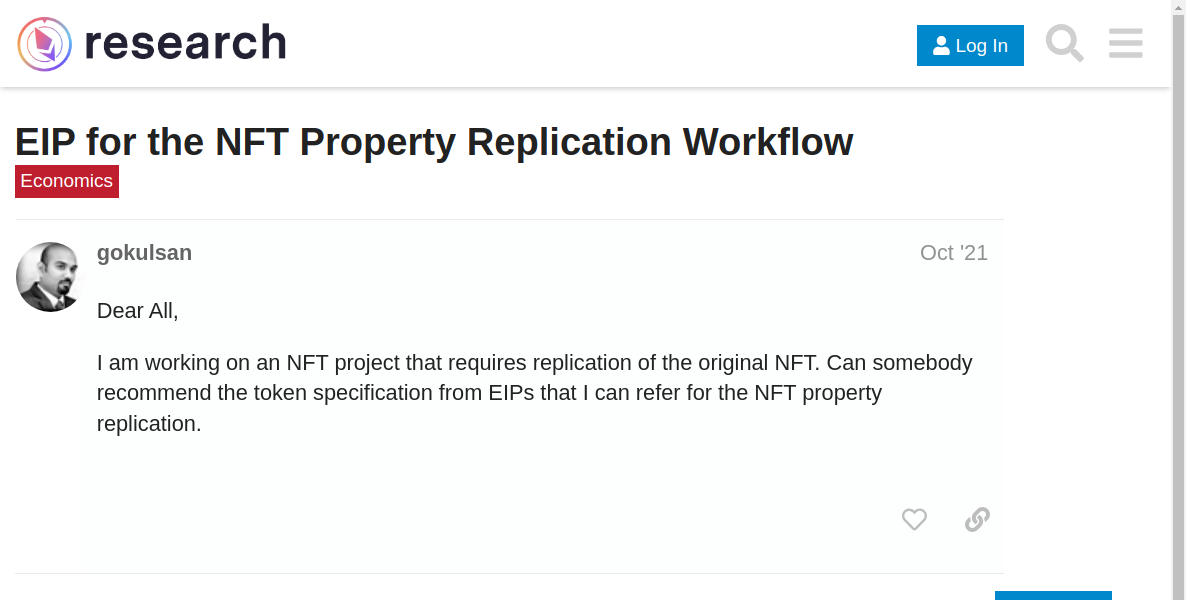 research
Log In
EIP for the NFT Property Replication Workflow
Economics
gokulsan
Oct '21
Dear All,
I am working on an NFT project that requires replication of the original NFT. Can somebody
recommend the token specification from EIPs that I can refer for the NFT property
replication.